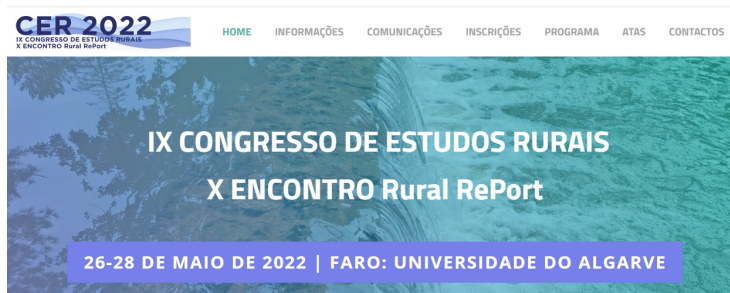 CER 2022
IX CONGRESSO DE ESTUDOS RURAIS
X ENCONTRO Rural RePort
HOME INFORMAÇÕES COMUNICAÇÕES INSCRIÇÕES PROGRAMA ATAS CONTACTOS
IX CONGRESSO DE ESTUDOS RURAIS
X ENCONTRO Rural RePort
26-28 DE MAIO DE 2022 | FARO: UNIVERSIDADE DO ALGARVE